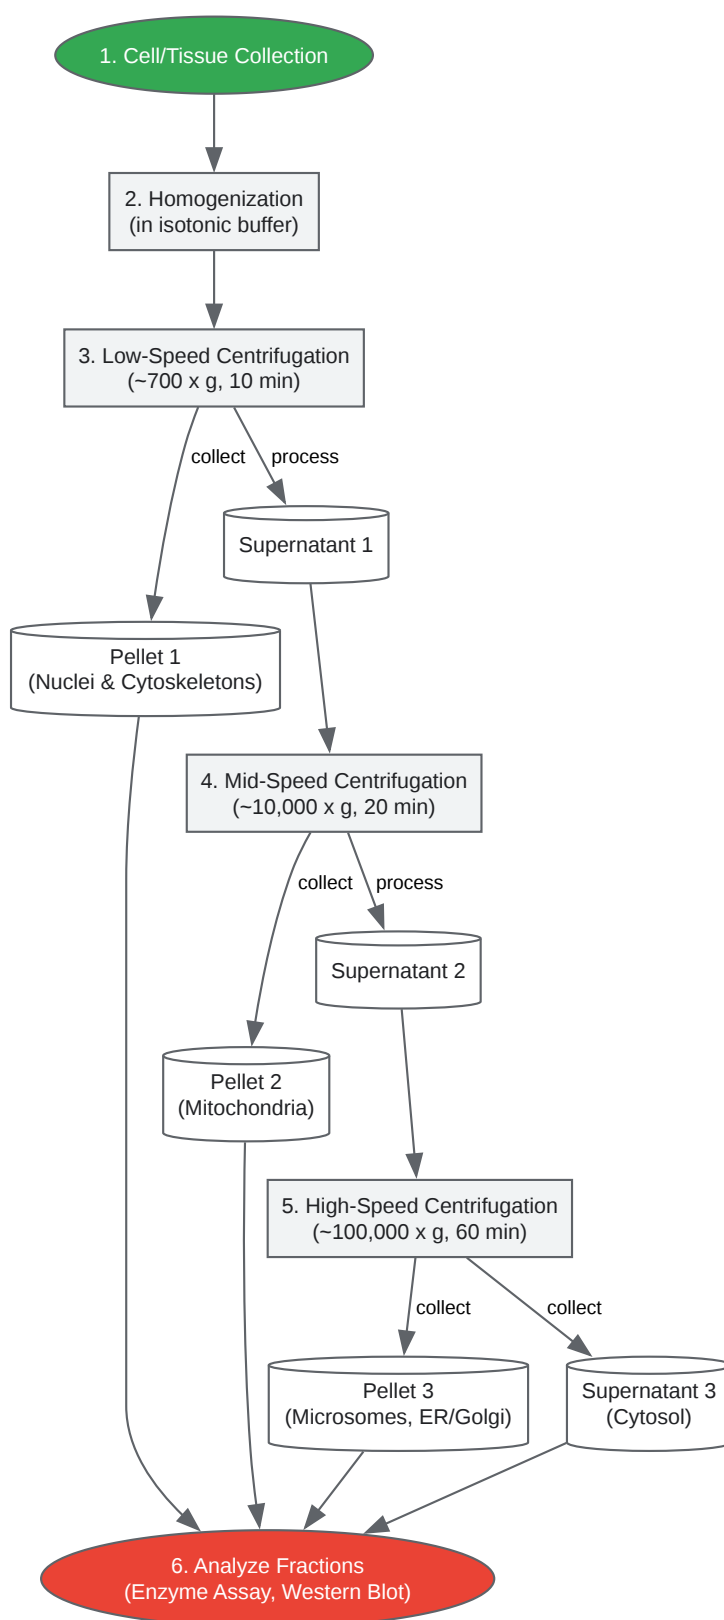 1. Cell/Tissue Collection
2. Homogenization
(in isotonic buffer)
3. Low-Speed Centrifugation
(~700 x g, 10 min)
collect
process
Supernatant 1
Pellet 1
(Nuclei & Cytoskeletons)
4. Mid-Speed Centrifugation
(~10,000 x g, 20 min)
collect
process
Supernatant 2
Pellet 2
(Mitochondria)
5. High-Speed Centrifugation
(~100,000 x g, 60 min)
collect
collect
Pellet 3
(Microsomes, ER/Golgi)
Supernatant 3
(Cytosol)
6. Analyze Fractions
(Enzyme Assay, Western Blot)